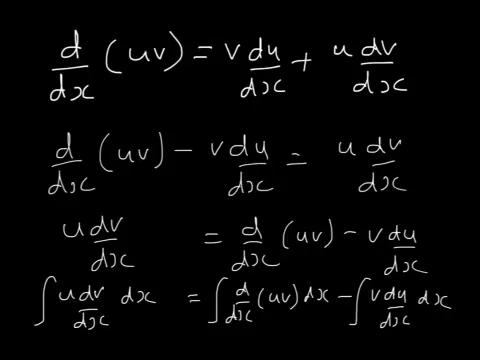 d/dx (uv) = v du/dx + u dv/dx
d/dx (uv) − v du/dx = u dv/dx
u dv/dx = d/dx (uv) − v du/dx
∫ u dv/dx dx = ∫ d/dx (uv) dx − ∫ v du/dx dx